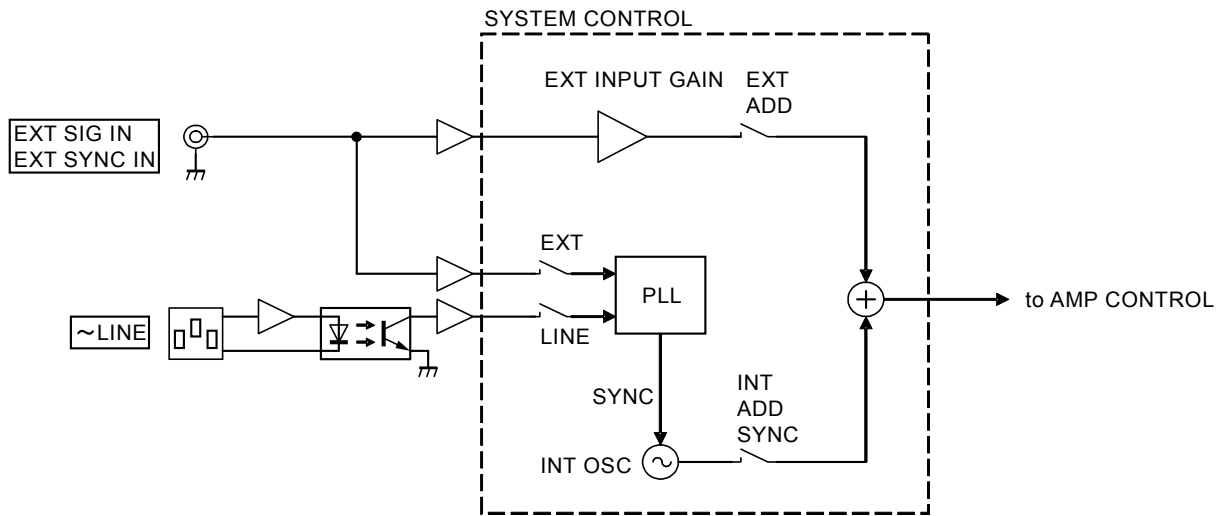 SYSTEM CONTROL
EXT INPUT GAIN
EXT
ADD
EXT SIG IN
EXT SYNC IN
EXT
PLL
LINE
～LINE
to AMP CONTROL
SYNC
INT
ADD
SYNC
INT OSC